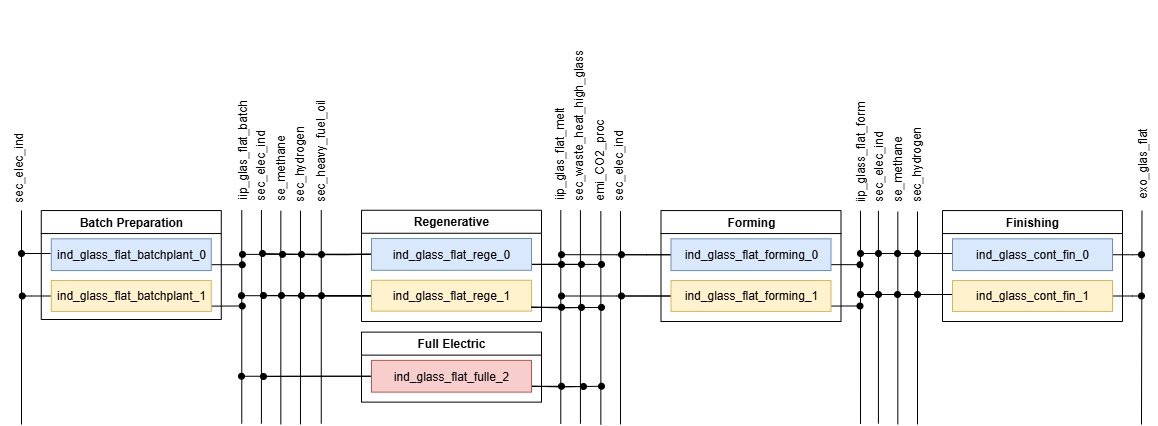 sec_elec_ind
iip_glas_flat_batch
sec_elec_ind
se_methane
sec_hydrogen
sec_heavy_fuel_oil
iip_glas_flat_melt
sec_waste_heat_high_glass
emi_CO2_proc
sec_elec_ind
iip_glass_flat_form
sec_elec_ind
se_methane
sec_hydrogen
exo_glas_flat
Batch Preparation
ind_glass_flat_batchplant_0
ind_glass_flat_batchplant_1
Regenerative
ind_glass_flat_rege_0
ind_glass_flat_rege_1
Full Electric
ind_glass_flat_fulle_2
Forming
ind_glass_flat_forming_0
ind_glass_flat_forming_1
Finishing
ind_glass_cont_fin_0
ind_glass_cont_fin_1